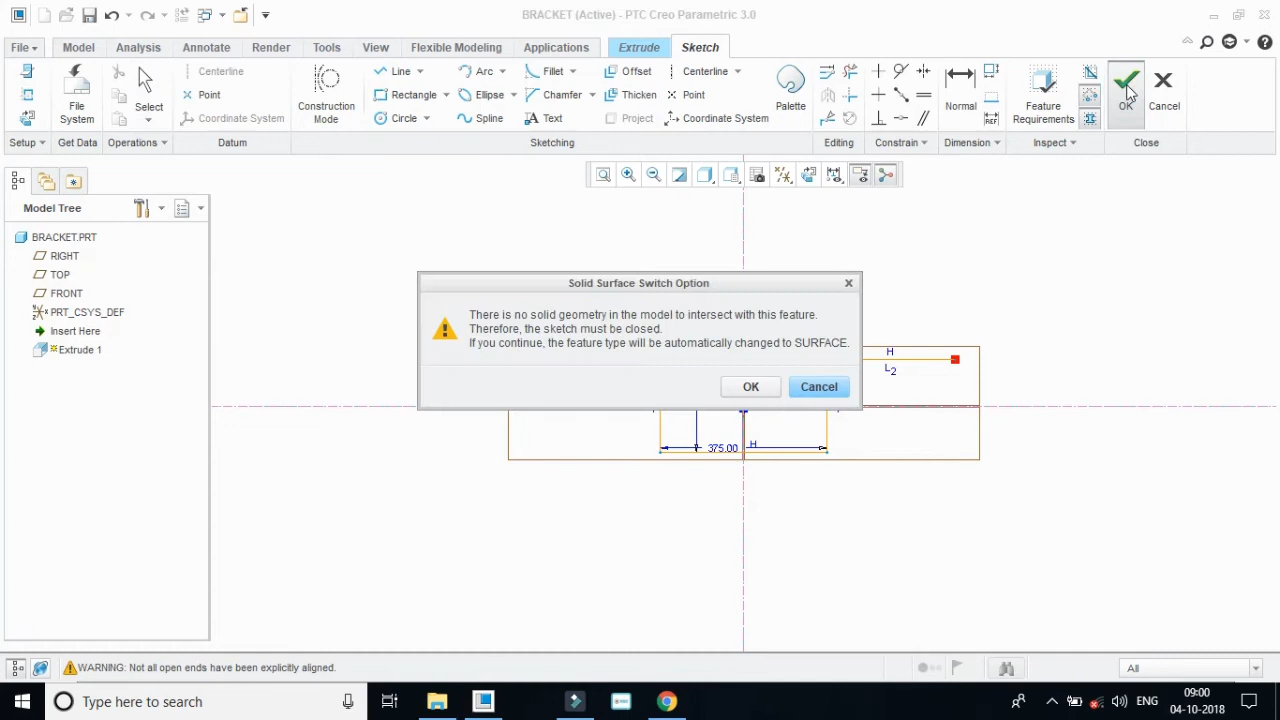 BRACKET (Active) - PTC Creo Parametric 3.0
File Model Analysis Annotate Render Tools View Flexible Modeling Applications Extrude Sketch
File System
Select
Centerline
Point
Coordinate System
Construction Mode
Line Arc Fillet Offset Centerline
Rectangle Ellipse Chamfer Thicken Point
Circle Spline Text Project Coordinate System
Palette
Normal
Feature Requirements
OK
Cancel
Setup Get Data Operations Datum Sketching Editing Constrain Dimension Inspect Close
Model Tree
BRACKET.PRT
RIGHT
TOP
FRONT
PRT_CSYS_DEF
Insert Here
Extrude 1
Solid Surface Switch Option
There is no solid geometry in the model to intersect with this feature.
Therefore, the sketch must be closed.
If you continue, the feature type will be automatically changed to SURFACE.
OK Cancel
H
L2
375.00 H
WARNING: Not all open ends have been explicitly aligned.
All
Type here to search
ENG
09:00
04-10-2018